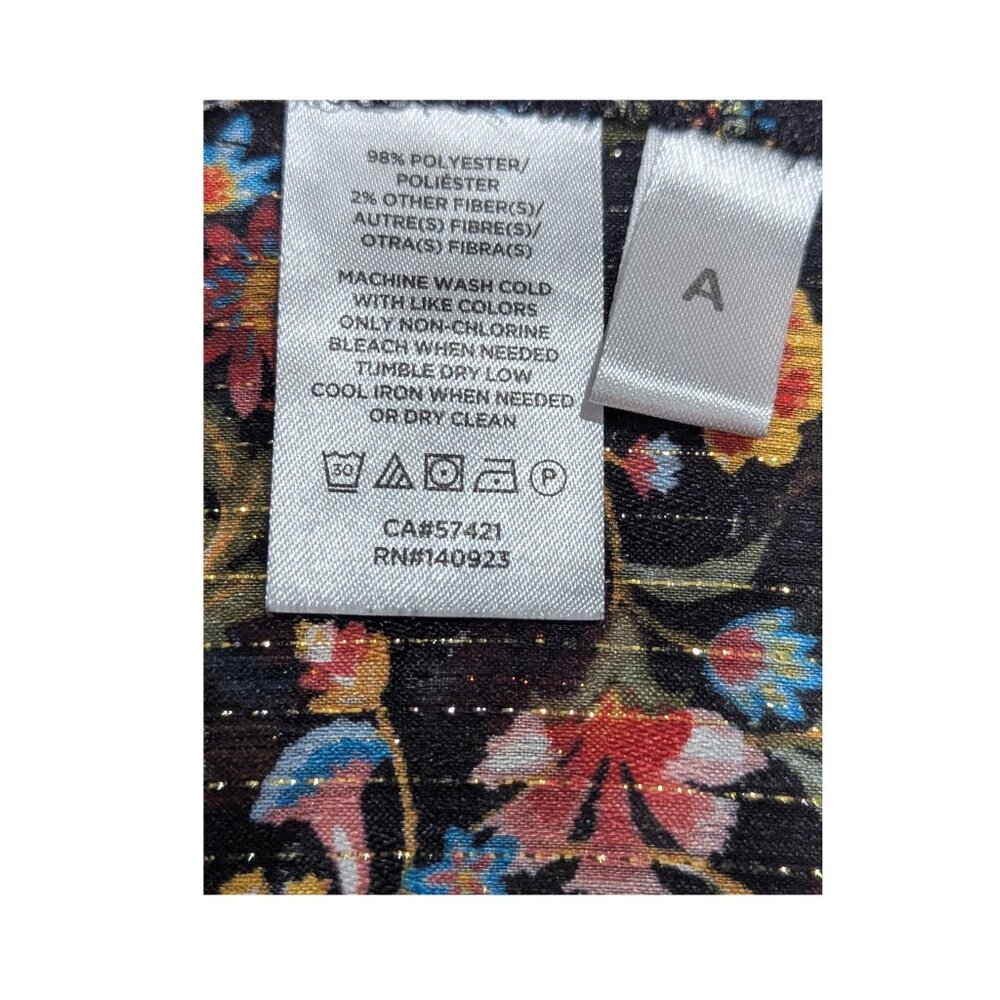 98% POLYESTER/
POLIÉSTER
2% OTHER FIBER(S)/
AUTRE(S) FIBRE(S)/
OTRA(S) FIBRA(S)
MACHINE WASH COLD
WITH LIKE COLORS
ONLY NON-CHLORINE
BLEACH WHEN NEEDED
TUMBLE DRY LOW
COOL IRON WHEN NEEDED
OR DRY CLEAN
30 P
CA#57421
RN#140923
A